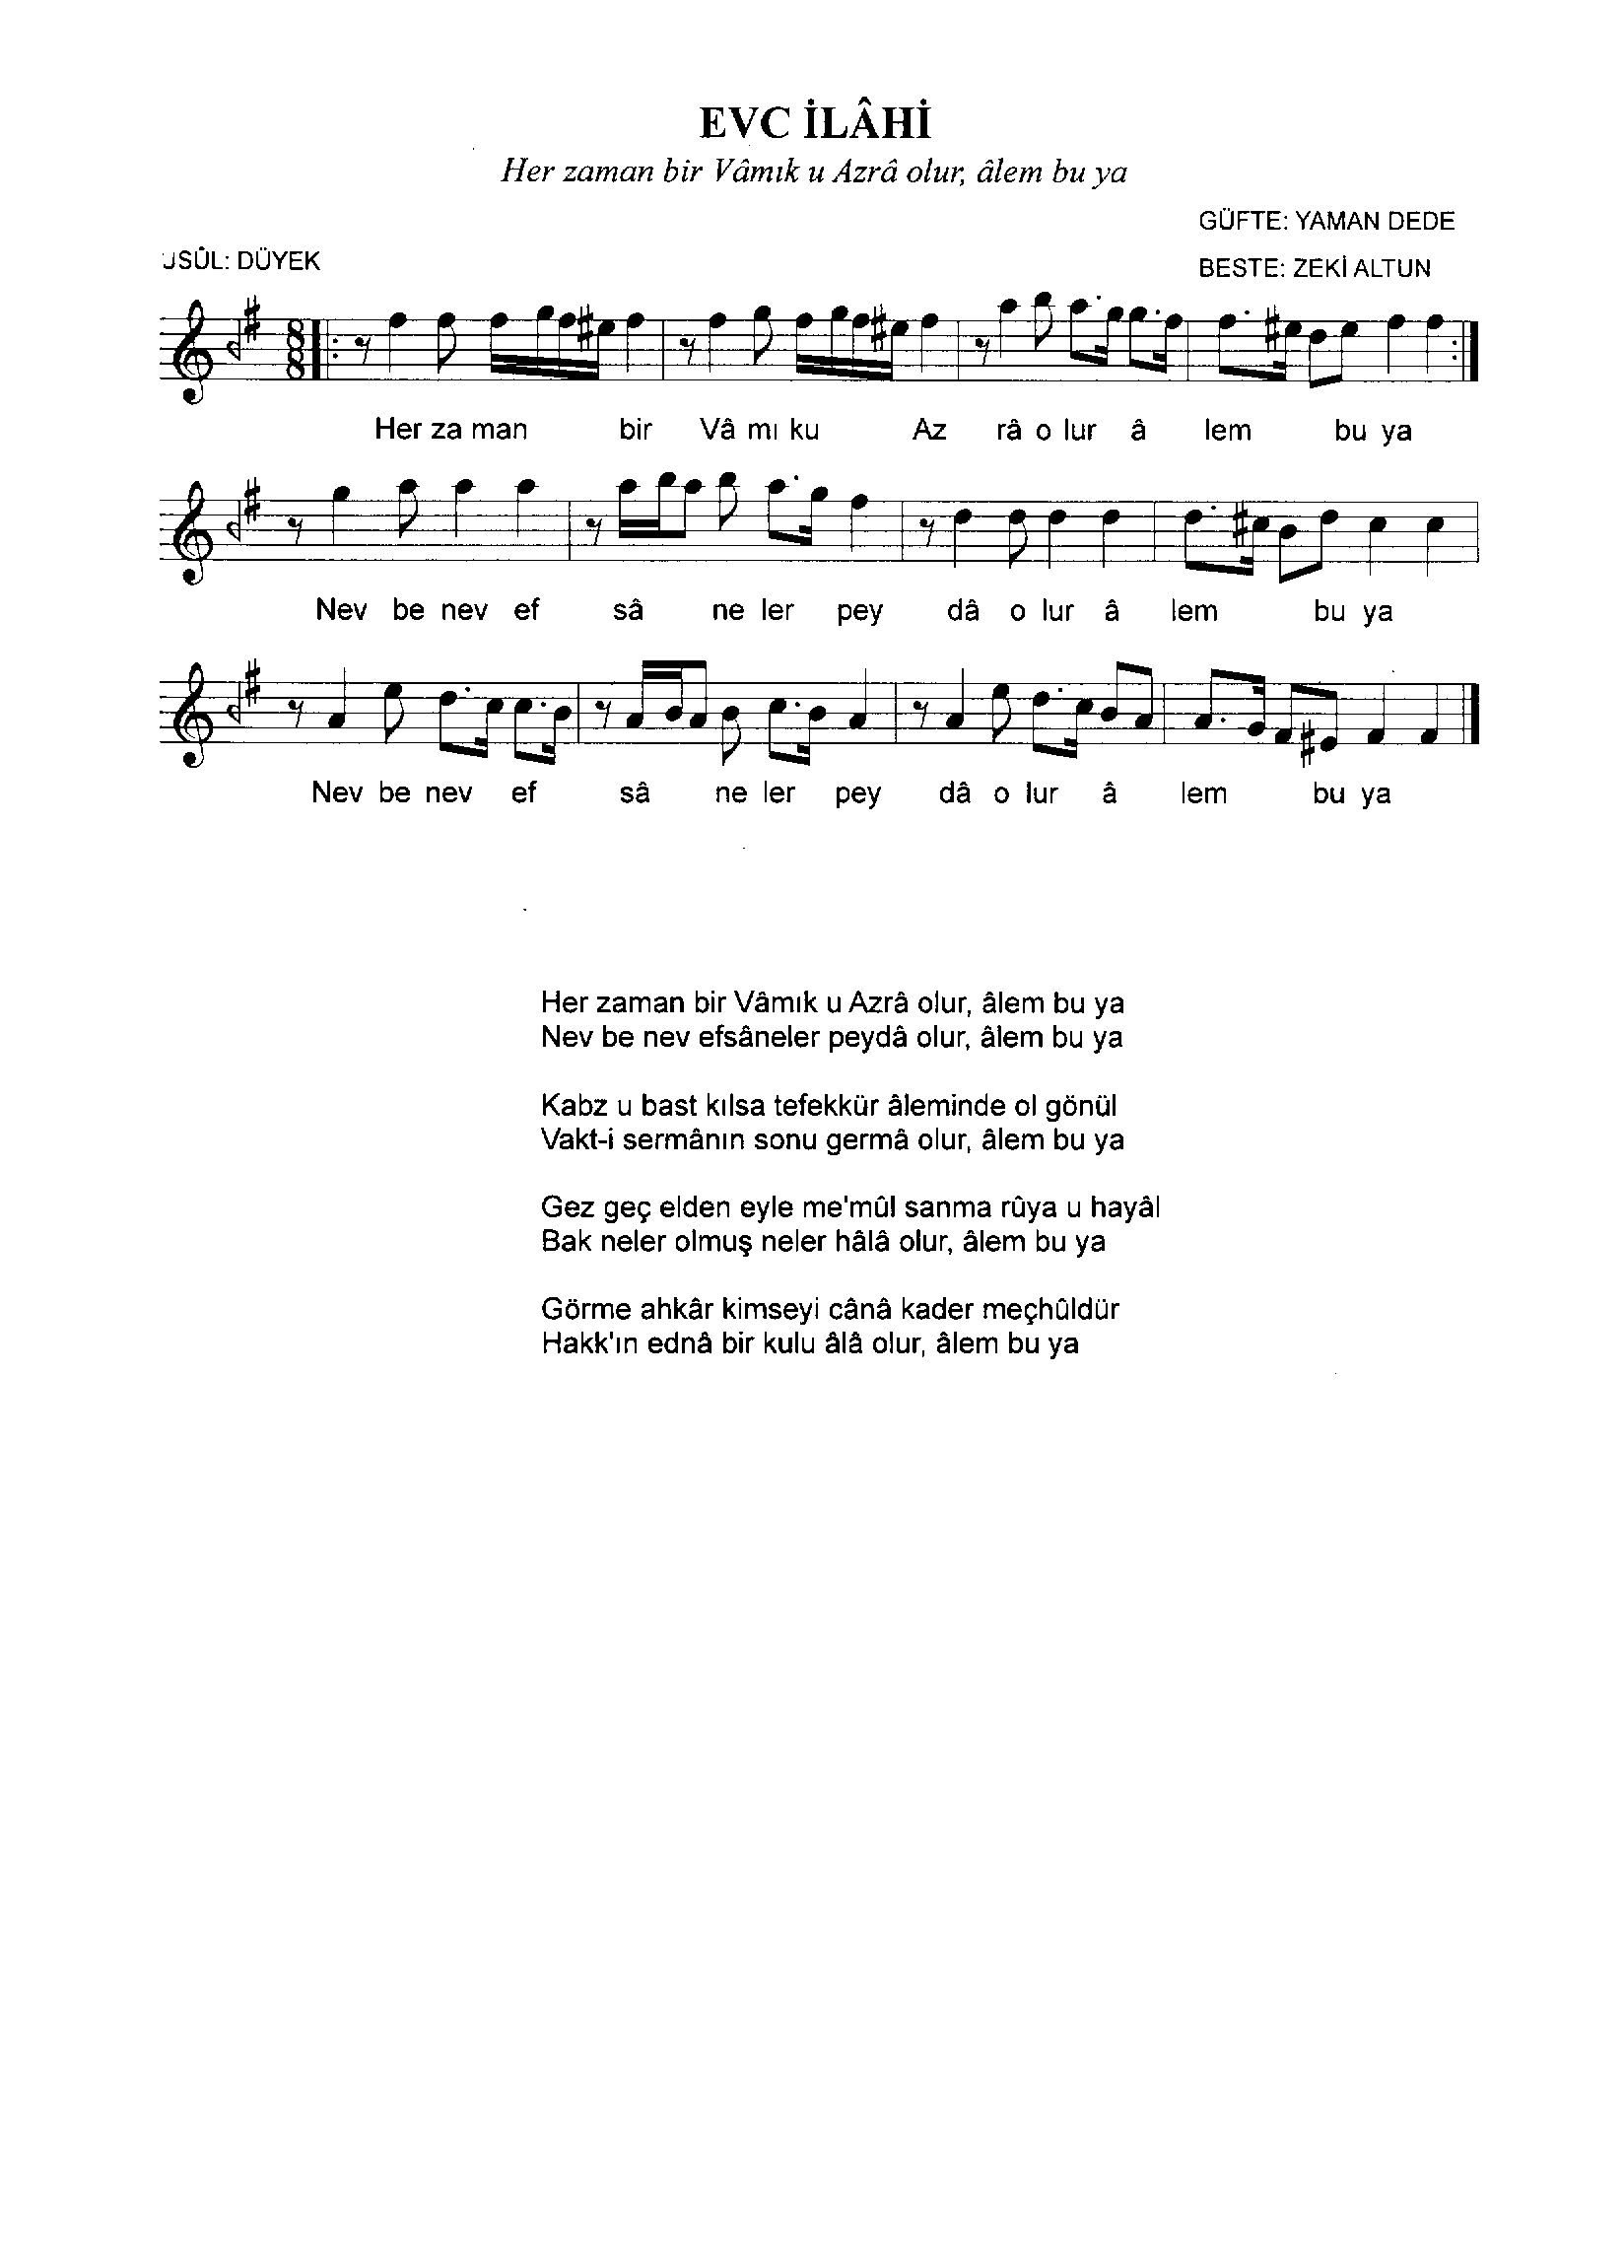 EVC İLÂHİ
Her zaman bir Vâmık u Azrâ olur, âlem bu ya
GÜFTE: YAMAN DEDE
USÛL: DÜYEK
BESTE: ZEKİ ALTUN
8
8
Her za man bir Vâ mı ku Az râ o lur â lem bu ya
Nev be nev ef sâ ne ler pey dâ o lur â lem bu ya
Nev be nev ef sâ ne ler pey dâ o lur â lem bu ya
Her zaman bir Vâmık u Azrâ olur, âlem bu ya
Nev be nev efsâneler peydâ olur, âlem bu ya
Kabz u bast kılsa tefekkür âleminde ol gönül
Vakt-i sermânın sonu germâ olur, âlem bu ya
Gez geç elden eyle me'mûl sanma rûya u hayâl
Bak neler olmuş neler hâlâ olur, âlem bu ya
Görme ahkâr kimseyi cânâ kader meçhûldür
Hakk'ın ednâ bir kulu âlâ olur, âlem bu ya